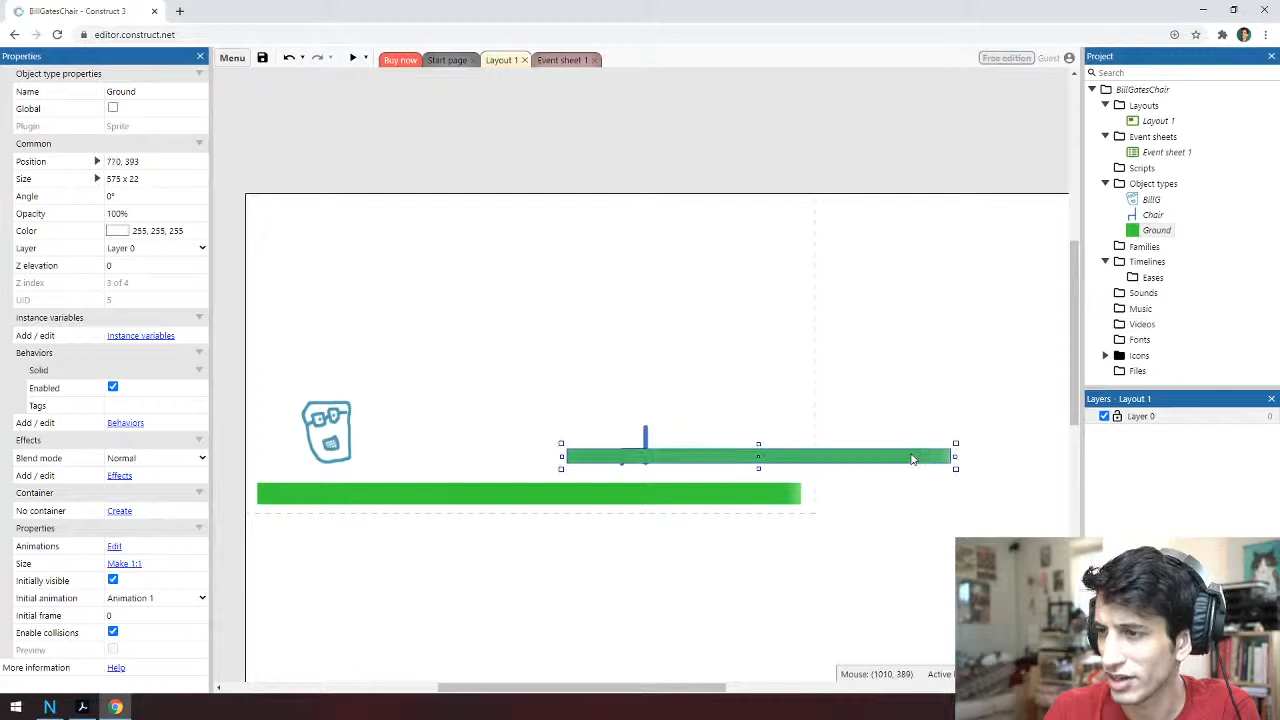 BillGatesChair - Construct 3
editor.construct.net
Properties
Menu
Buy now
Start page
Layout 1
Event sheet 1
Free edition
Guest
Project
Object type properties
Name Ground
Global
Plugin Sprite
Common
Position 770, 393
Size 575 x 22
Angle 0°
Opacity 100%
Color 255, 255, 255
Layer Layer 0
Z elevation 0
Z index 3 of 4
UID 5
Instance variables
Add / edit Instance variables
Behaviors
Solid
Enabled
Tags
Add / edit Behaviors
Effects
Blend mode Normal
Add / edit Effects
Container
No container Create
Properties
Animations Edit
Size Make 1:1
Initially visible
Initial animation Animation 1
Initial frame 0
Enable collisions
Preview
More information Help
Search
BillGatesChair
Layouts
Layout 1
Event sheets
Event sheet 1
Scripts
Object types
BillG
Chair
Ground
Families
Timelines
Eases
Sounds
Music
Videos
Fonts
Icons
Files
Layers - Layout 1
Layer 0 0
Mouse: (1010, 389) Active